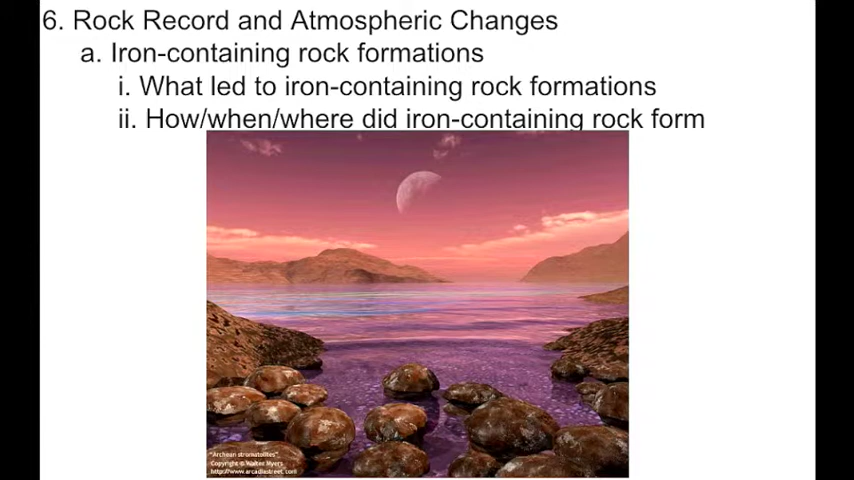 6. Rock Record and Atmospheric Changes
a. Iron-containing rock formations
i. What led to iron-containing rock formations
ii. How/when/where did iron-containing rock form
"Archean stromatolites"
Copyright © Walter Myers
http://www.arcadiastreet.com